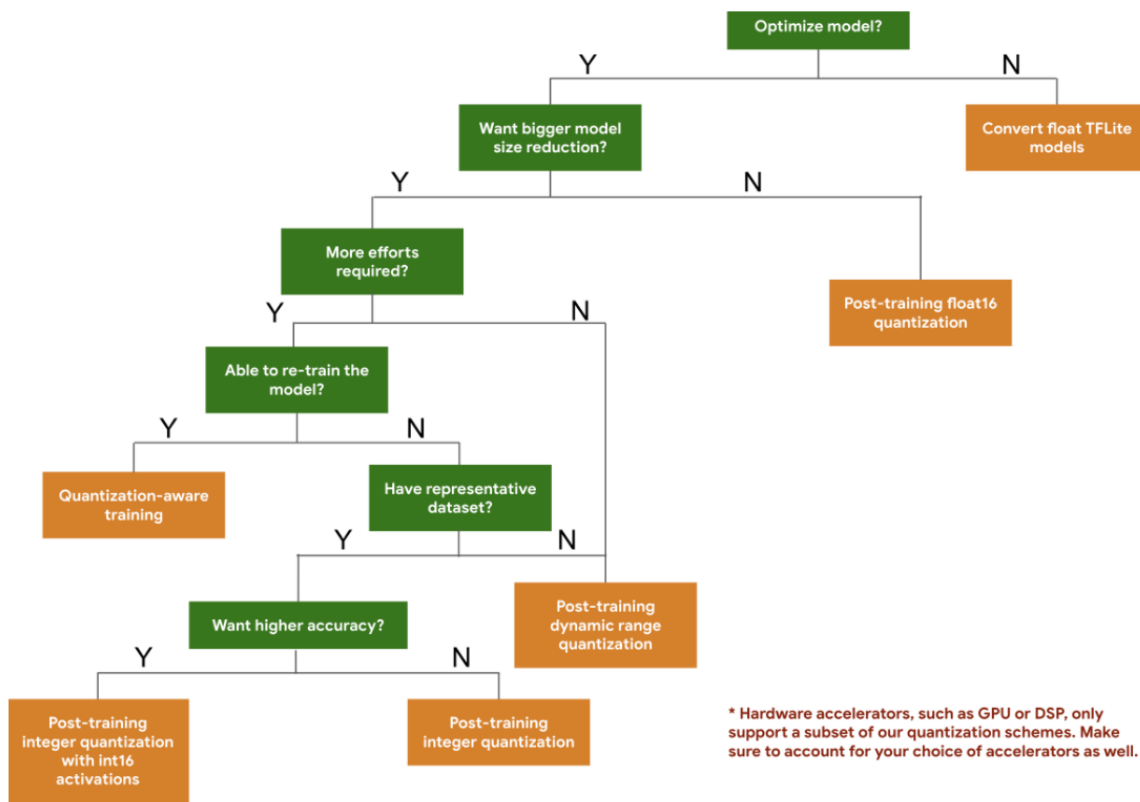 Optimize model?
Y
N
Want bigger model
size reduction?
Convert float TFLite
models
Y
N
More efforts
required?
Post-training float16
quantization
Y
N
Able to re-train the
model?
Y
N
Quantization-aware
training
Have representative
dataset?
Y
N
Want higher accuracy?
Post-training
dynamic range
quantization
Y
N
Post-training
integer quantization
with int16
activations
Post-training
integer quantization
* Hardware accelerators, such as GPU or DSP, only
support a subset of our quantization schemes. Make
sure to account for your choice of accelerators as well.